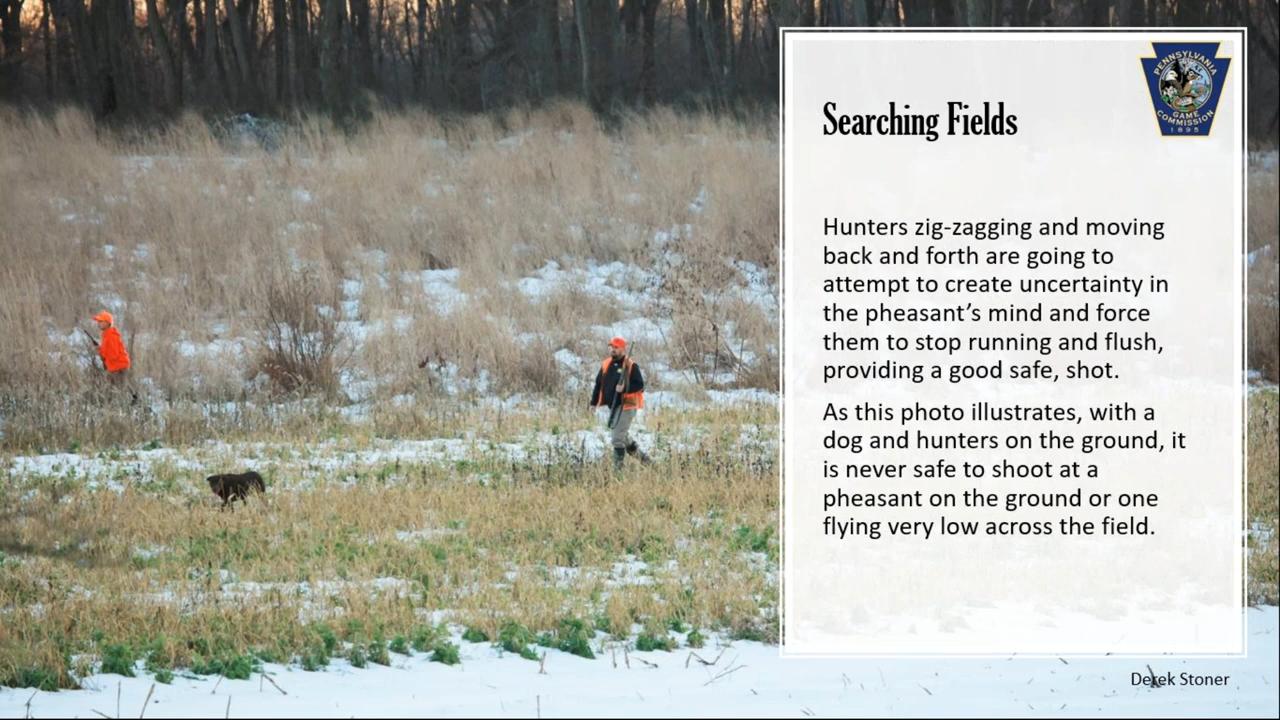 PENNSYLVANIA
GAME
COMMISSION
1895
Searching Fields
Hunters zig-zagging and moving
back and forth are going to
attempt to create uncertainty in
the pheasant's mind and force
them to stop running and flush,
providing a good safe, shot.
As this photo illustrates, with a
dog and hunters on the ground, it
is never safe to shoot at a
pheasant on the ground or one
flying very low across the field.
Derek Stoner